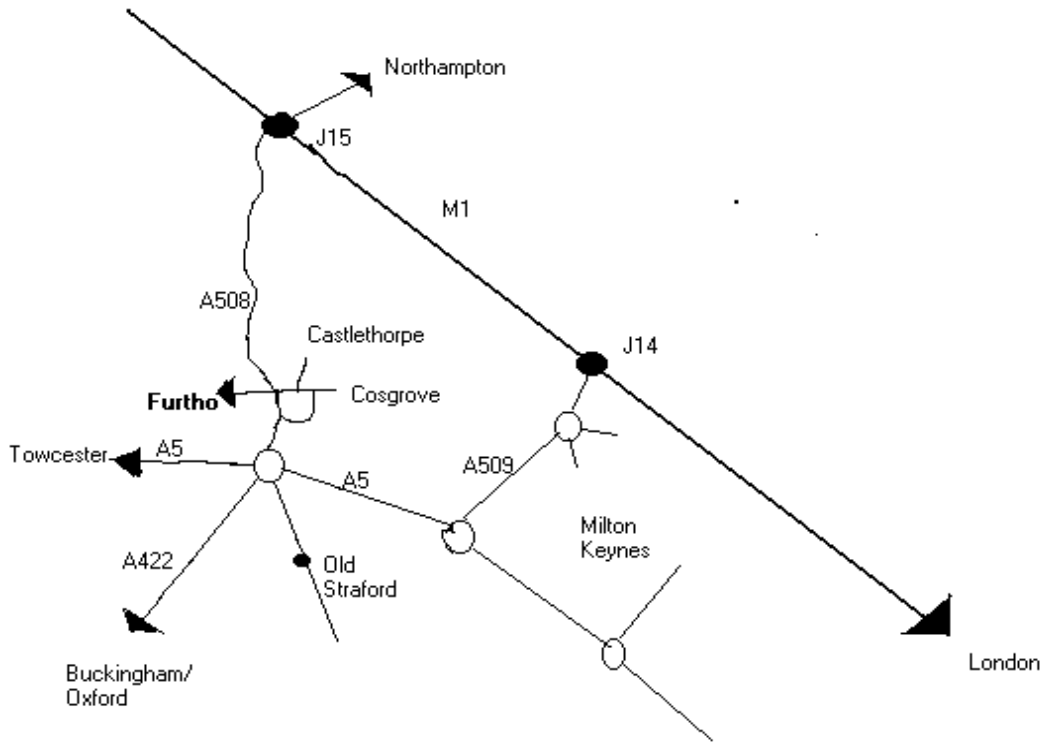 Northampton
J15
M1
A508
Castlethorpe
J14
Furtho
Cosgrove
Towcester
A5
A5
A509
Milton
Keynes
A422
Old
Straford
Buckingham/
Oxford
London